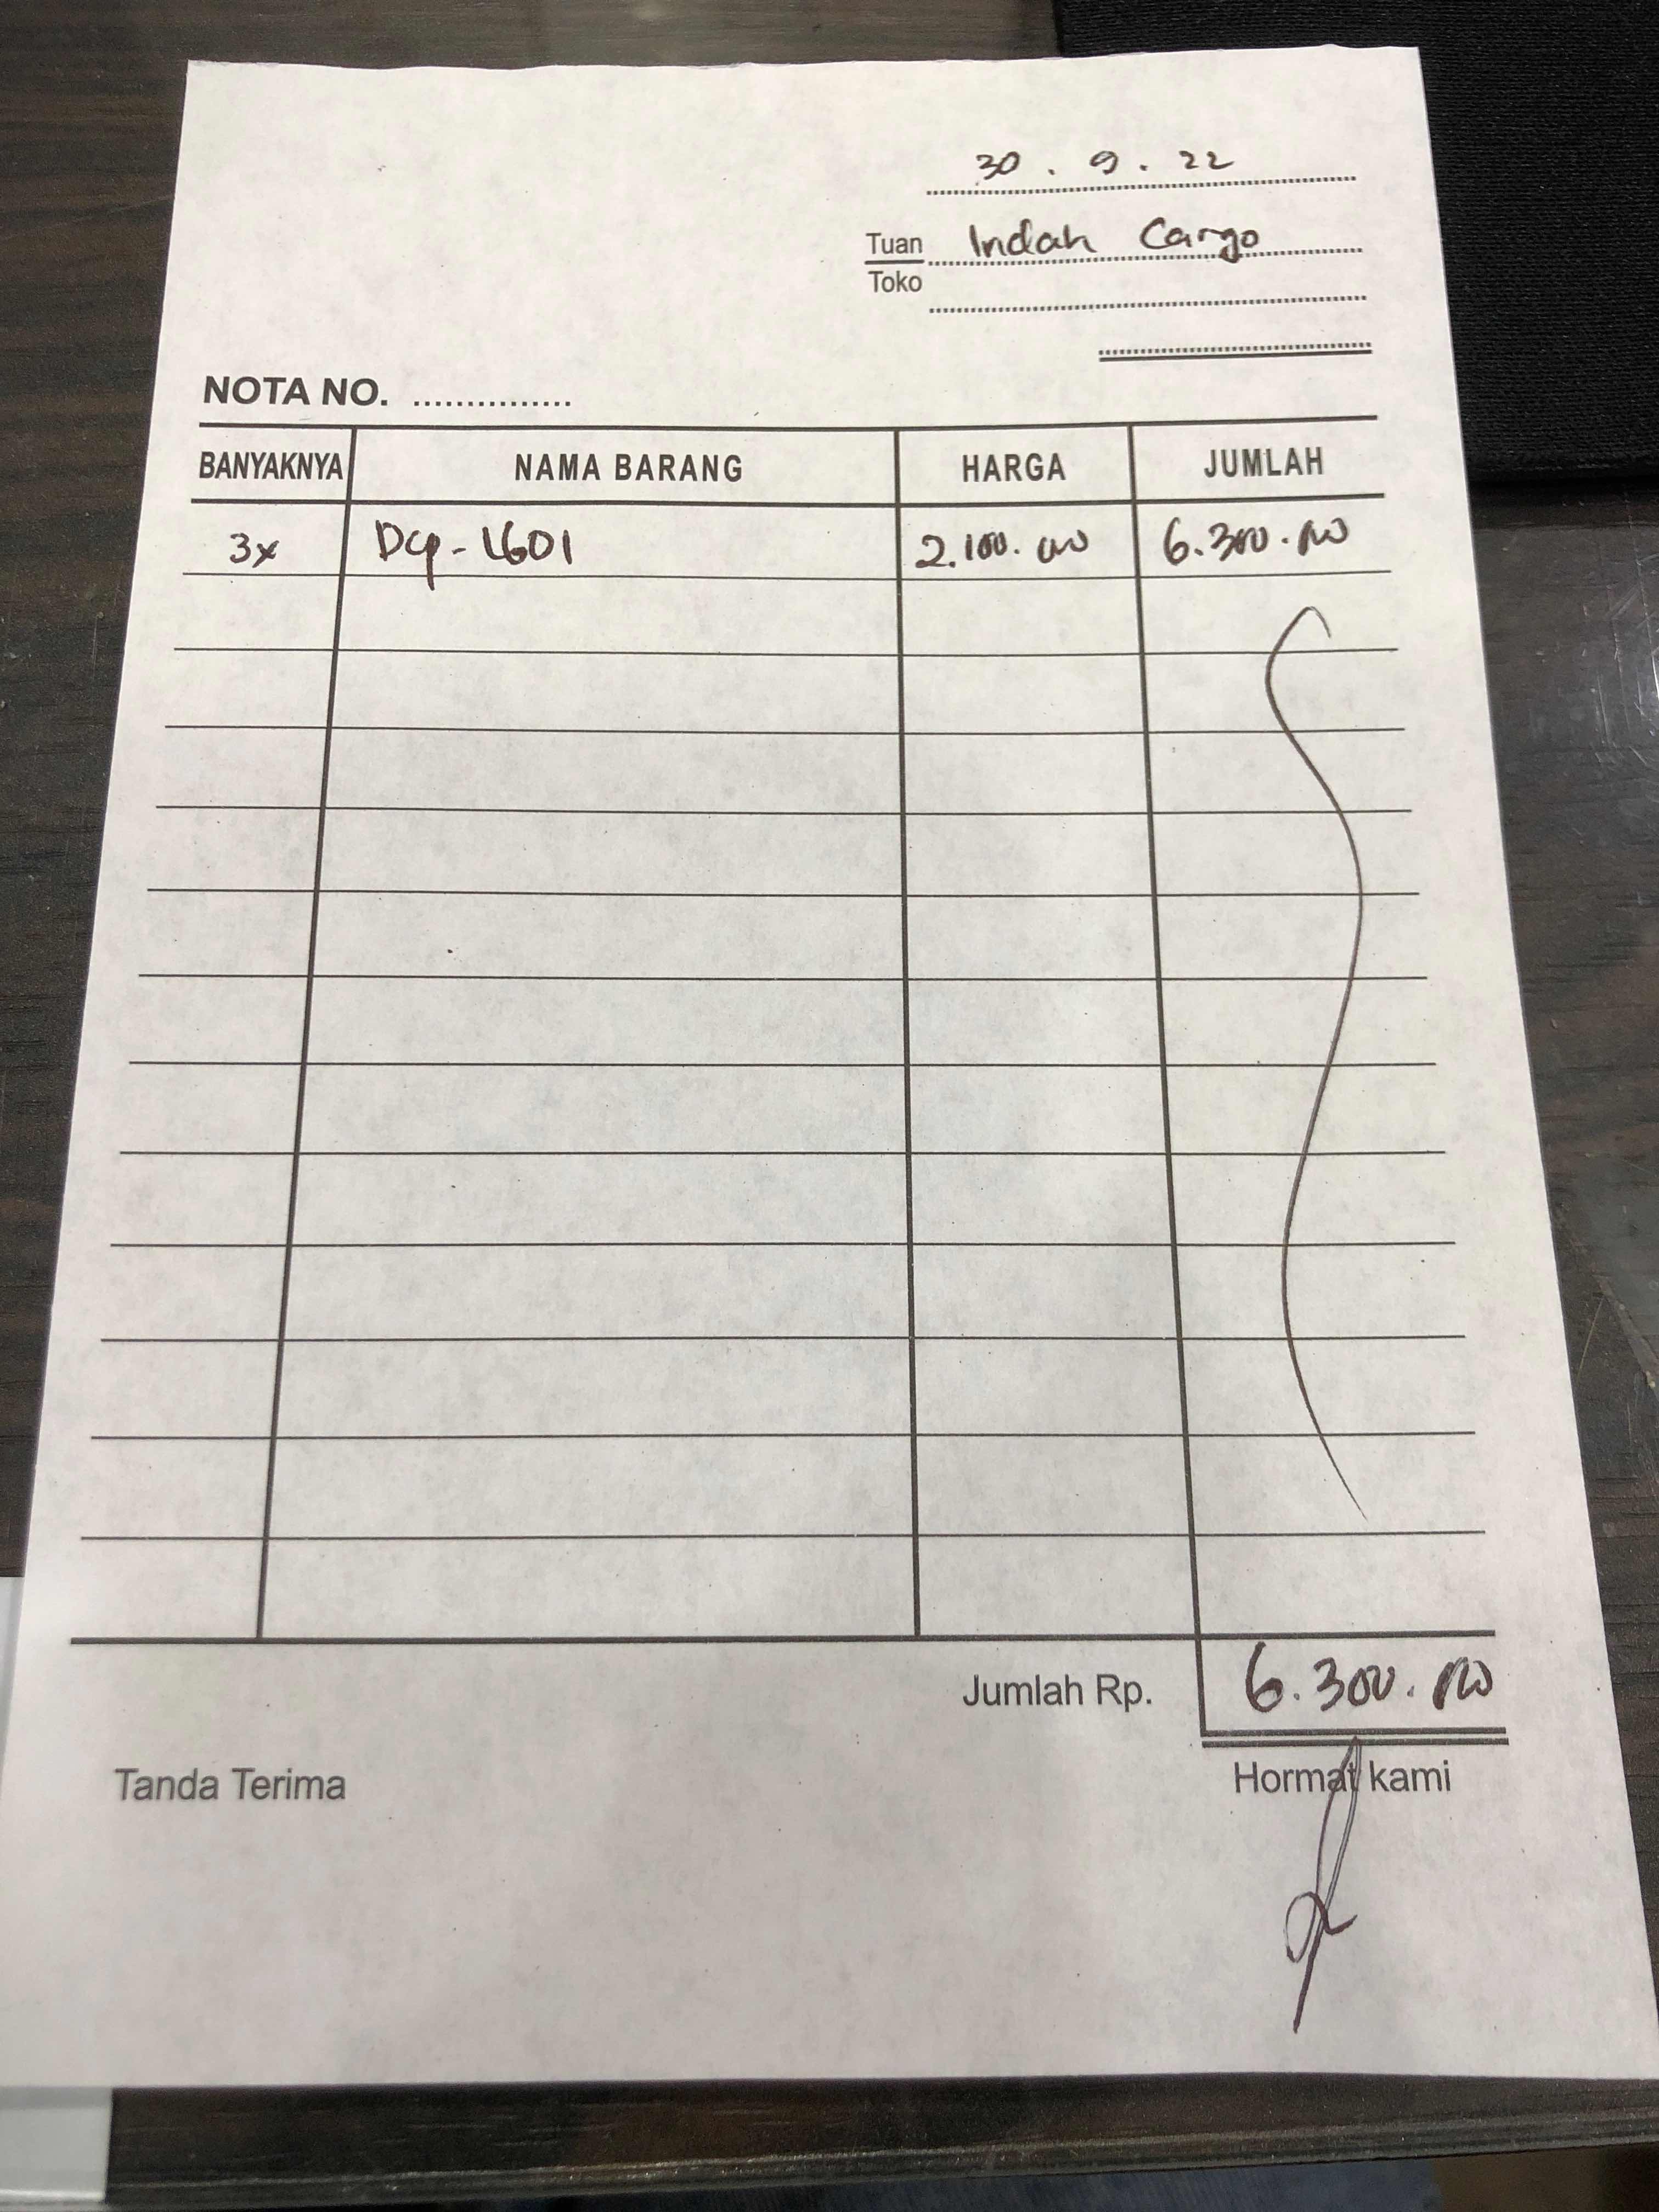 30 . 9 . 22
Tuan Indah Cargo
Toko
NOTA NO. ...............
BANYAKNYA NAMA BARANG HARGA JUMLAH
3x Dcp-1601 2.100.000 6.300.000
Jumlah Rp. 6.300.000
Tanda Terima Hormat kami